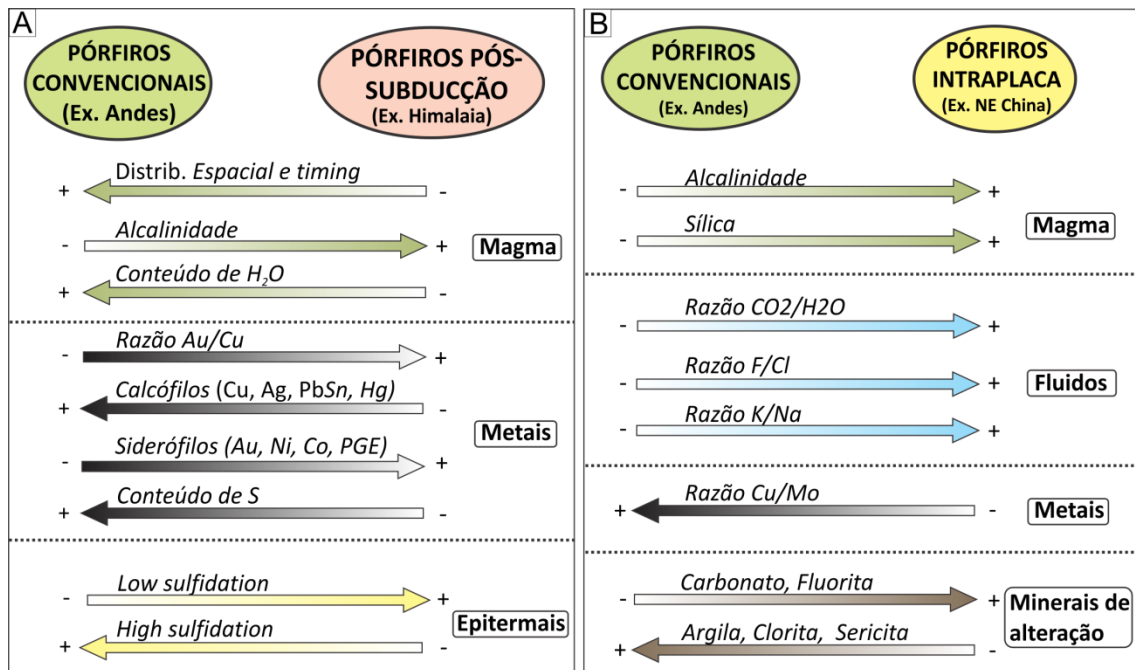 A
PÓRFIROS
CONVENCIONAIS
(Ex. Andes)
PÓRFIROS PÓS-
SUBDUCÇÃO
(Ex. Himalaia)
Distrib. Espacial e timing
+ -
Alcalinidade
- +
Magma
Conteúdo de H2O
+ -
Razão Au/Cu
- +
Calcófilos (Cu, Ag, PbSn, Hg)
+ -
Metais
Siderófilos (Au, Ni, Co, PGE)
- +
Conteúdo de S
+ -
Low sulfidation
- +
Epitermais
High sulfidation
+ -
B
PÓRFIROS
CONVENCIONAIS
(Ex. Andes)
PÓRFIROS
INTRAPLACA
(Ex. NE China)
Alcalinidade
- +
Magma
Sílica
- +
Razão CO2/H2O
- +
Razão F/Cl
- +
Fluidos
Razão K/Na
- +
Razão Cu/Mo
+ -
Metais
Carbonato, Fluorita
- +
Minerais de
alteração
Argila, Clorita, Sericita
+ -